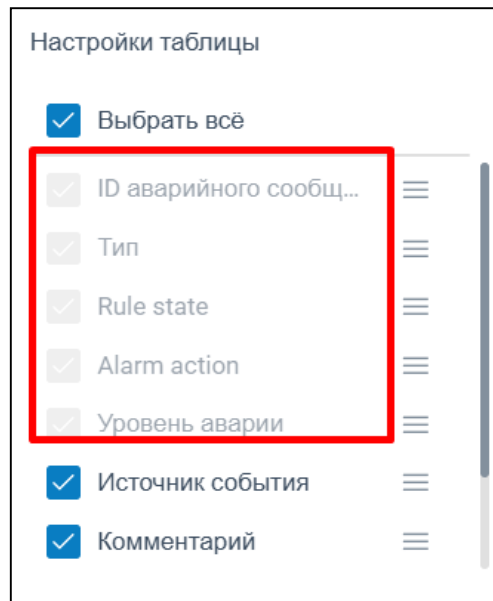 Настройки таблицы
Выбрать всё
ID аварийного сообщ...
Тип
Rule state
Alarm action
Уровень аварии
Источник события
Комментарий